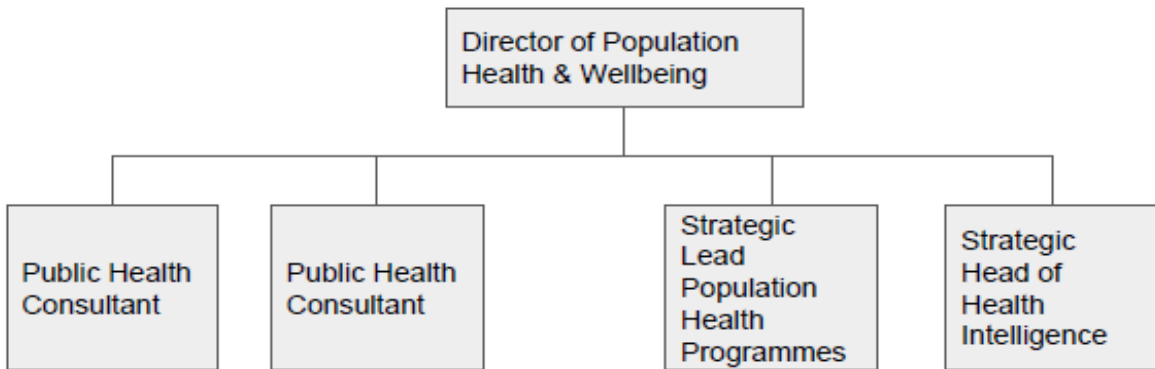 Director of Population
Health & Wellbeing
Public Health
Consultant
Public Health
Consultant
Strategic
Lead
Population
Health
Programmes
Strategic
Head of
Health
Intelligence